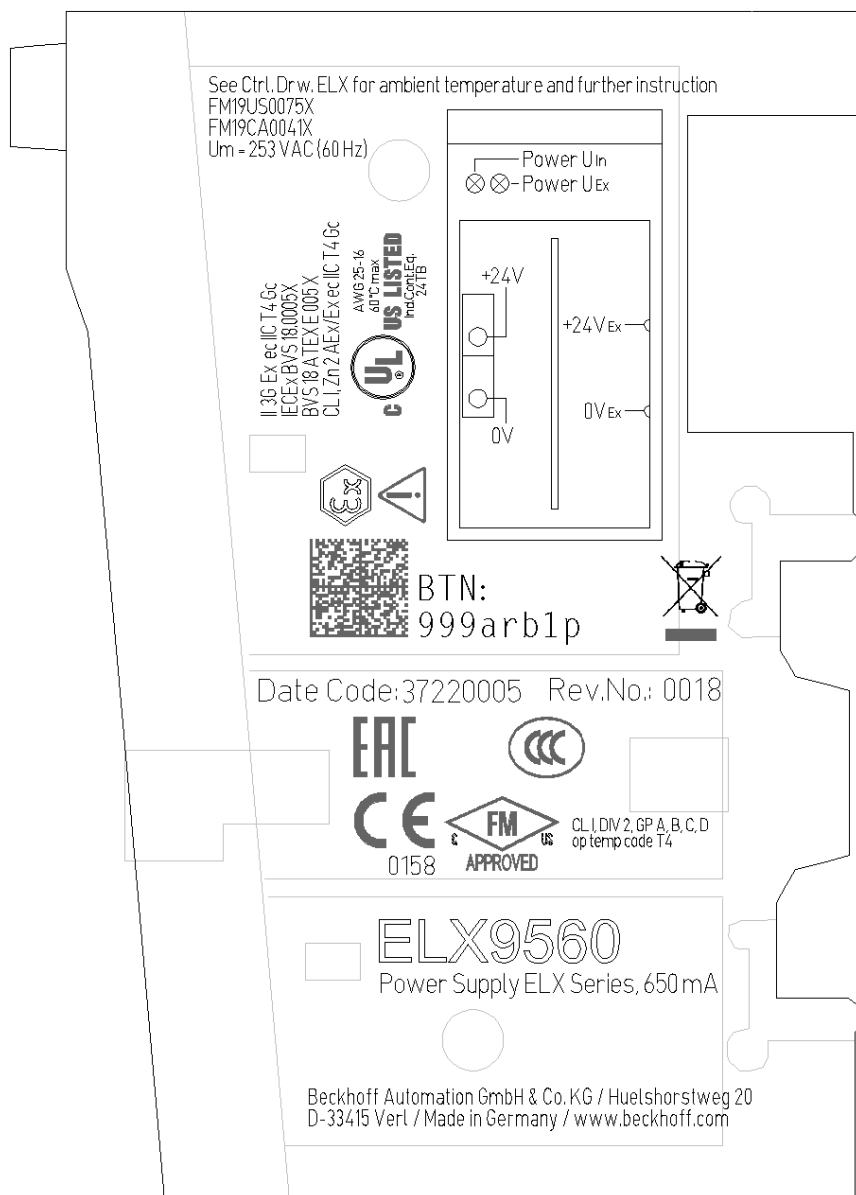 See Ctrl. Drw. ELX for ambient temperature and further instruction
FM19US0075X
FM19CA0041X
Um = 253 VAC (60 Hz)
Power UIn
Power UEx
+24V
0V
+24VEx
0VEx
II 3G Ex ec IIC T4 Gc
IECEx BVS 18.0005X
BVS 18 ATEX E 005 X
CL I, Zn 2 AEx/Ex ec IIC T4 Gc
AWG 25-16
60°C max
C UL ® US LISTED
Ind.Cont.Eq.
24TB
Ex
BTN:
999arb1p
Date Code: 37220005 Rev.No.: 0018
EAC
CCC
CE
0158
C FM US
APPROVED
CL I, DIV 2, GP A, B, C, D
op temp code T4
ELX9560
Power Supply ELX Series, 650 mA
Beckhoff Automation GmbH & Co. KG / Huelshorstweg 20
D-33415 Verl / Made in Germany / www.beckhoff.com